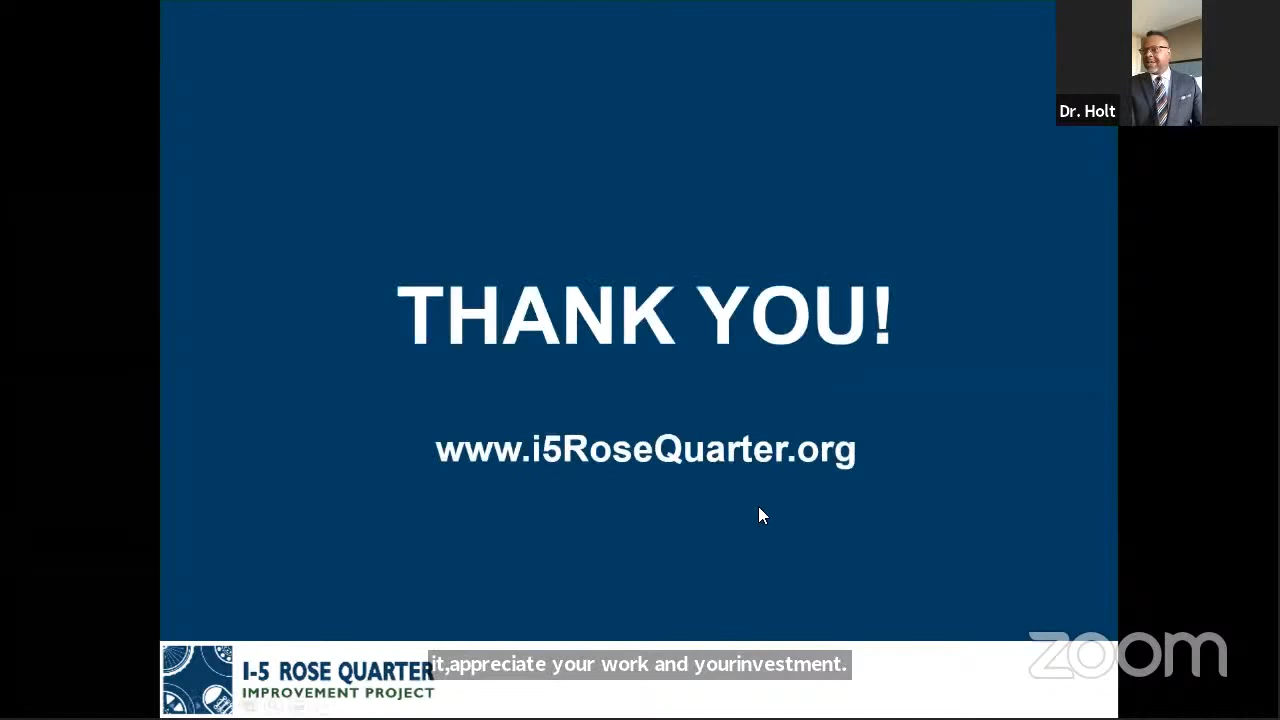 Dr. Holt
THANK YOU!
www.i5RoseQuarter.org
I-5 ROSE QUARTER
IMPROVEMENT PROJECT
it,appreciate your work and yourinvestment.
zoom